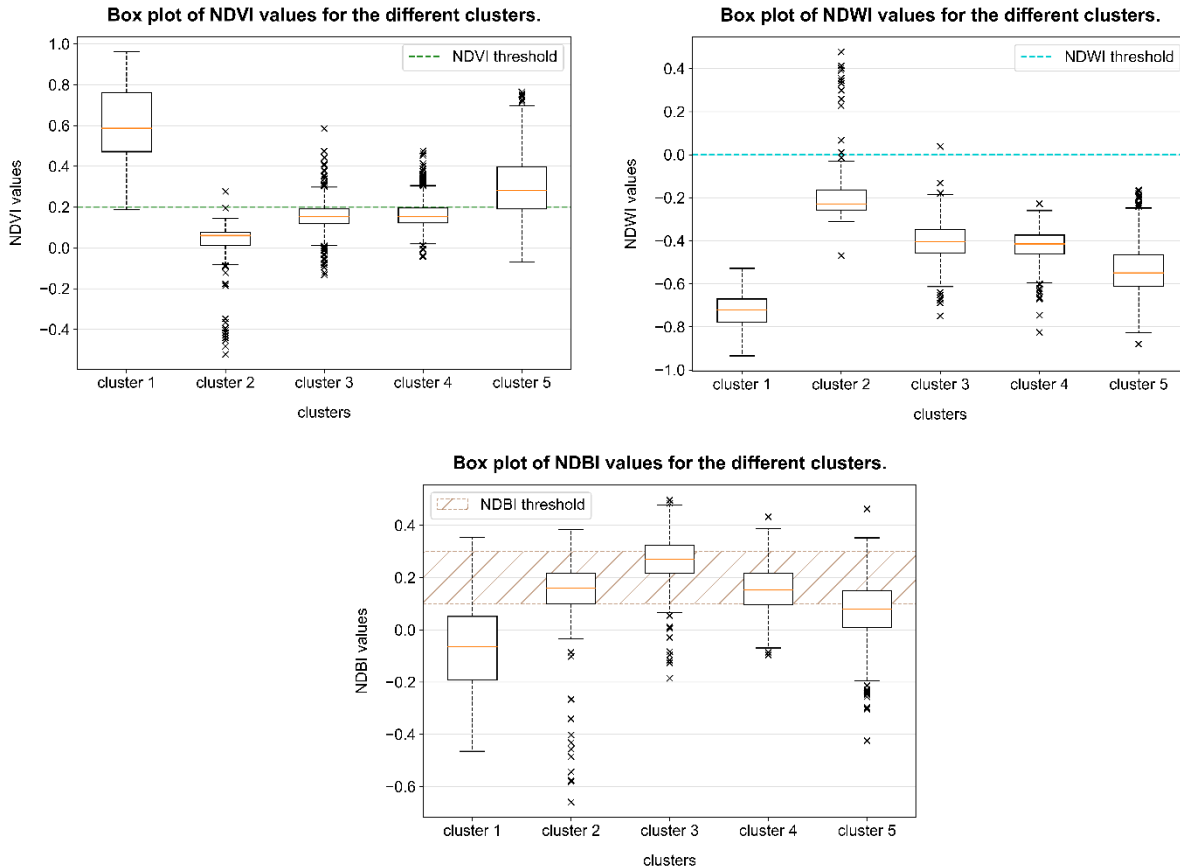 Box plot of NDVI values for the different clusters.
1.0
0.8
0.6
0.4
0.2
0.0
−0.2
−0.4
NDVI values
NDVI threshold
cluster 1 cluster 2 cluster 3 cluster 4 cluster 5
clusters
Box plot of NDWI values for the different clusters.
0.4
0.2
0.0
−0.2
−0.4
−0.6
−0.8
−1.0
NDWI values
NDWI threshold
cluster 1 cluster 2 cluster 3 cluster 4 cluster 5
clusters
Box plot of NDBI values for the different clusters.
0.4
0.2
0.0
−0.2
−0.4
−0.6
NDBI values
NDBI threshold
cluster 1 cluster 2 cluster 3 cluster 4 cluster 5
clusters